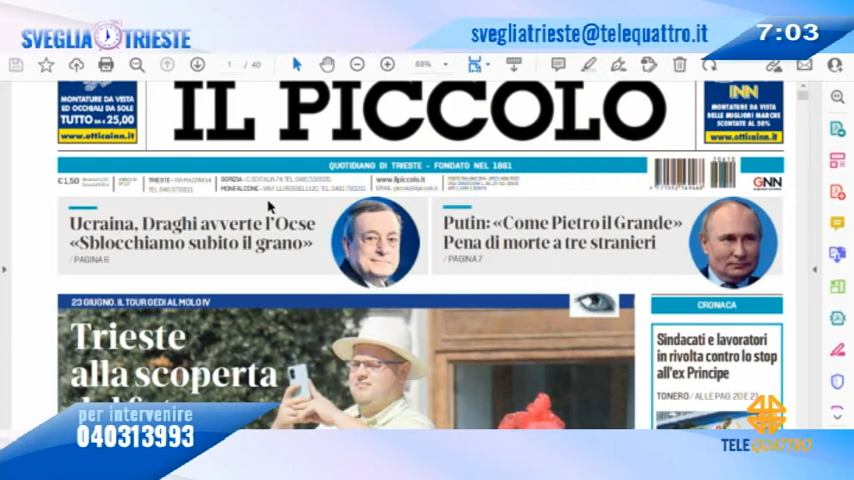 SVEGLIA TRIESTE
svegliatrieste@telequattro.it
7:03
1 / 40
88%
MONTATURE DA VISTA
ED OCCHIALI DA SOLE
TUTTO da € 25,00
www.otticainn.it
IL PICCOLO
INN
MONTATURE DA VISTA
DELLE MIGLIORI MARCHE
SCONTATE AL 50%
www.otticainn.it
QUOTIDIANO DI TRIESTE - FONDATO NEL 1881
€ 1,50
www.ilpiccolo.it
GNN
Ucraina, Draghi avverte l'Ocse
«Sblocchiamo subito il grano»
/ PAGINA 6
Putin: «Come Pietro il Grande»
Pena di morte a tre stranieri
/ PAGINA 7
23 GIUGNO. IL TOUR GEDI AL MOLO IV
CRONACA
Trieste
alla scoperta
Sindacati e lavoratori
in rivolta contro lo stop
all'ex Principe
TONERO / ALLE PAG. 20 E 21
per intervenire
040313993
TELEQUATTRO